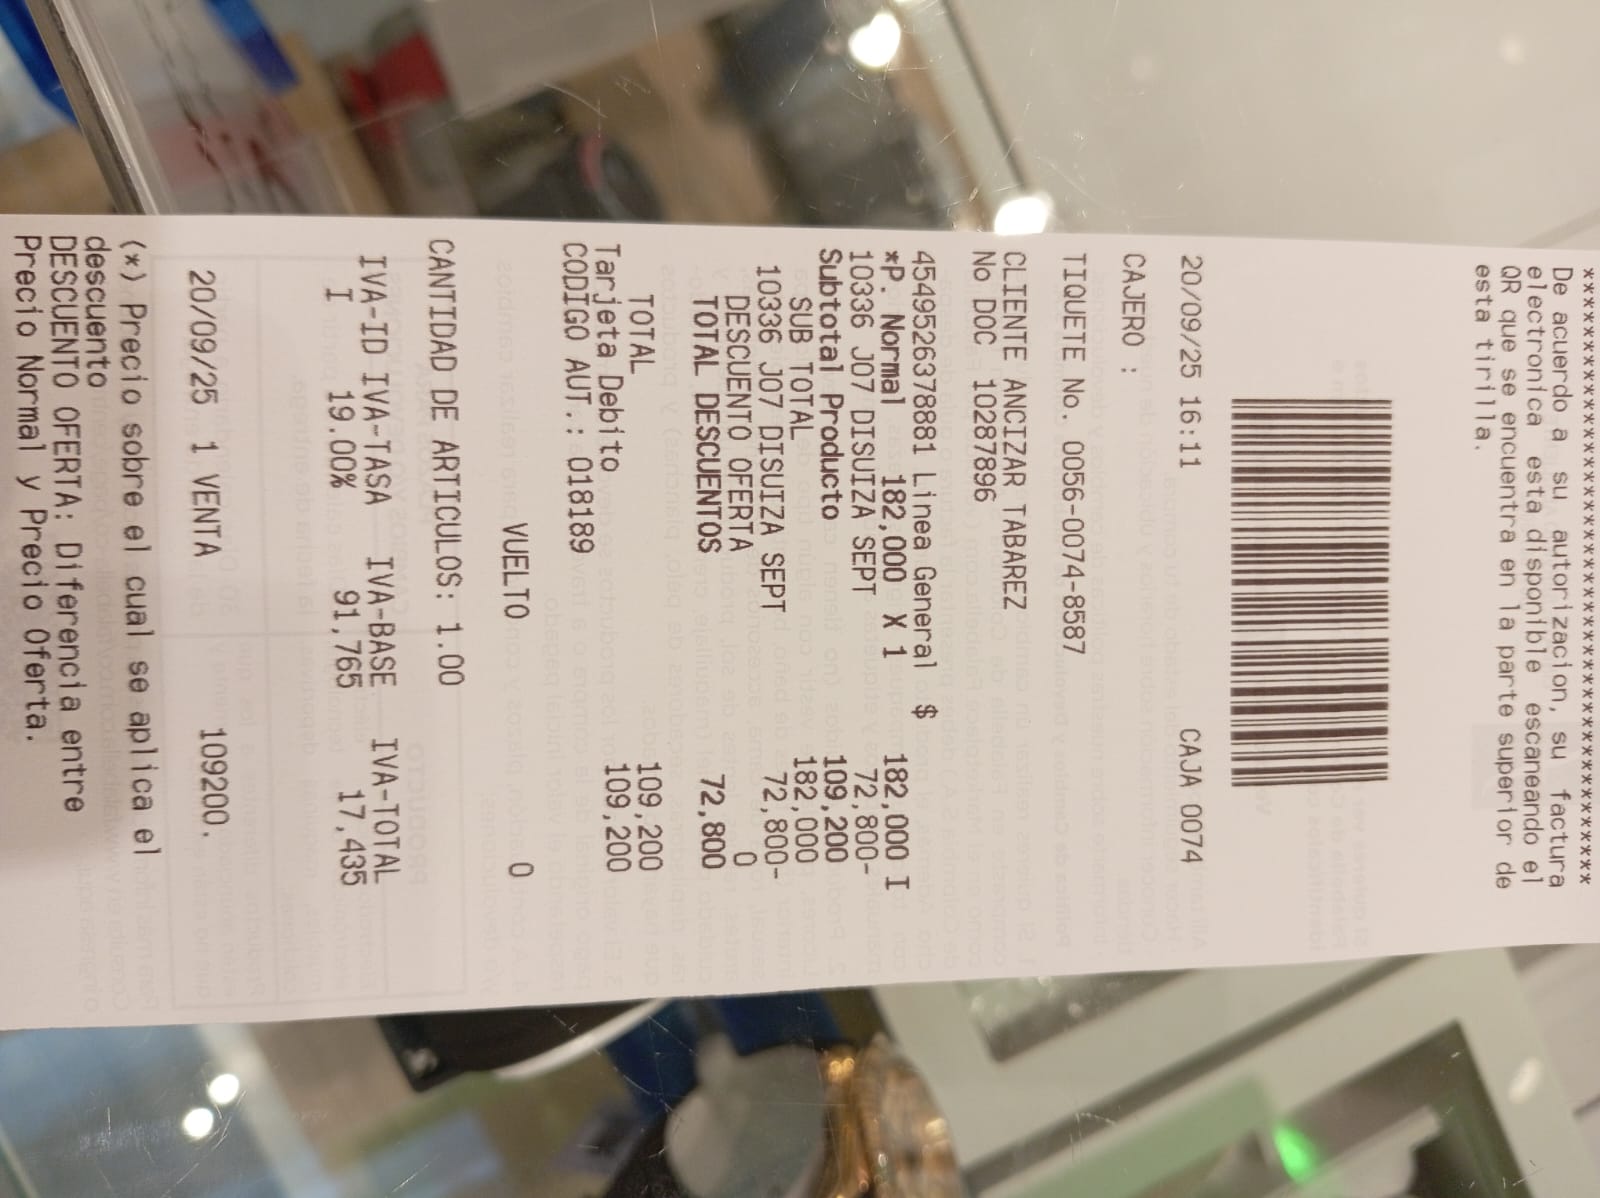 ******************************************
De acuerdo a su autorizacion, su factura
electronica esta disponible escaneando el
QR que se encuentra en la parte superior de
esta tirilla.
20/09/25 16:11 CAJA 0074
CAJERO :
TIQUETE No. 0056-0074-8587
CLIENTE ANCIZAR TABAREZ
No DOC 10287896
4549526378881 Linea General $ 182,000 I
*P. Normal 182,000 X 1
10336 J07 DISUIZA SEPT 72,800-
Subtotal Producto 109,200
SUB TOTAL 182,000
10336 J07 DISUIZA SEPT 72,800-
DESCUENTO OFERTA 0
TOTAL DESCUENTOS 72,800
TOTAL 109,200
Tarjeta Debito 109,200
CODIGO AUT.: 018189
VUELTO 0
CANTIDAD DE ARTICULOS: 1.00
IVA-ID IVA-TASA IVA-BASE IVA-TOTAL
I 19.00% 91,765 17,435
20/09/25 1 VENTA 109200.
(*) Precio sobre el cual se aplica el
descuento
DESCUENTO OFERTA: Diferencia entre
Precio Normal y Precio Oferta.